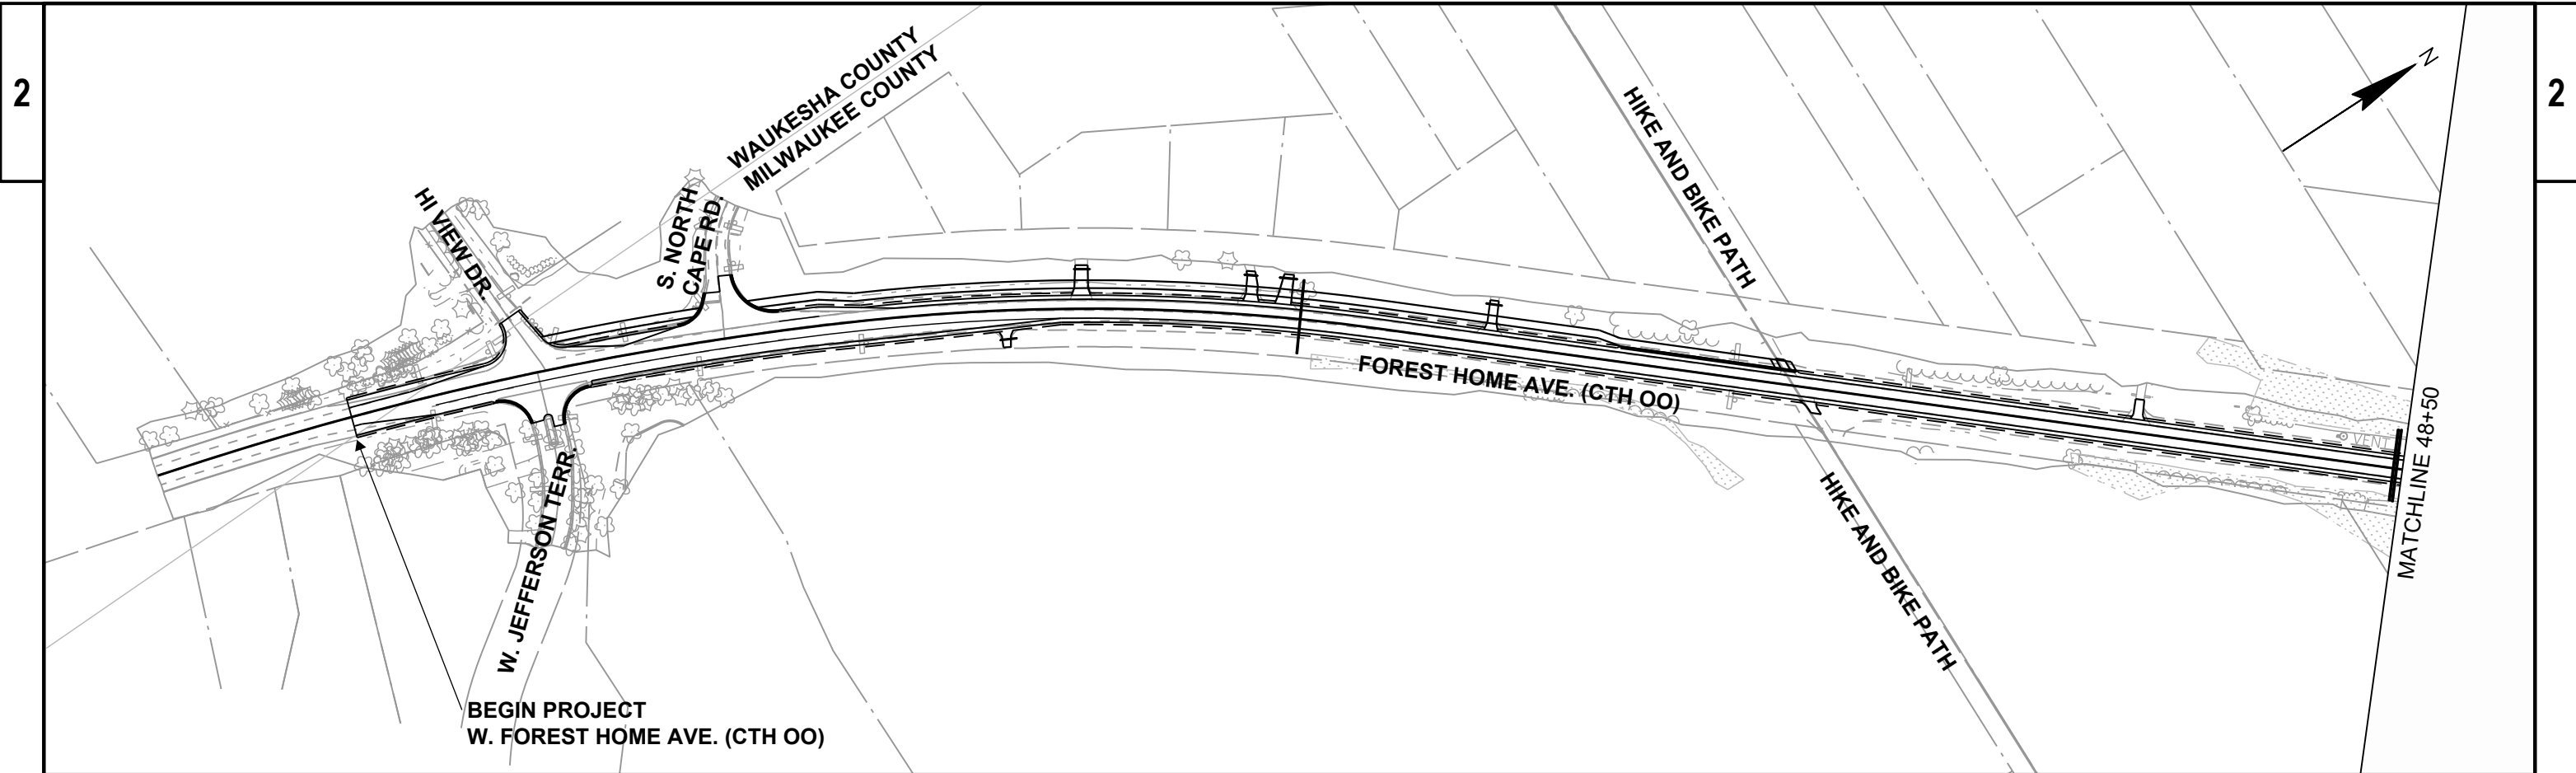 2
2
WAUKESHA COUNTY
MILWAUKEE COUNTY
N
HI VIEW DR.
S. NORTH
CAPE RD.
HIKE AND BIKE PATH
FOREST HOME AVE. (CTH OO)
VENT
MATCHLINE 48+50
W. JEFFERSON TERR.
HIKE AND BIKE PATH
BEGIN PROJECT
W. FOREST HOME AVE. (CTH OO)